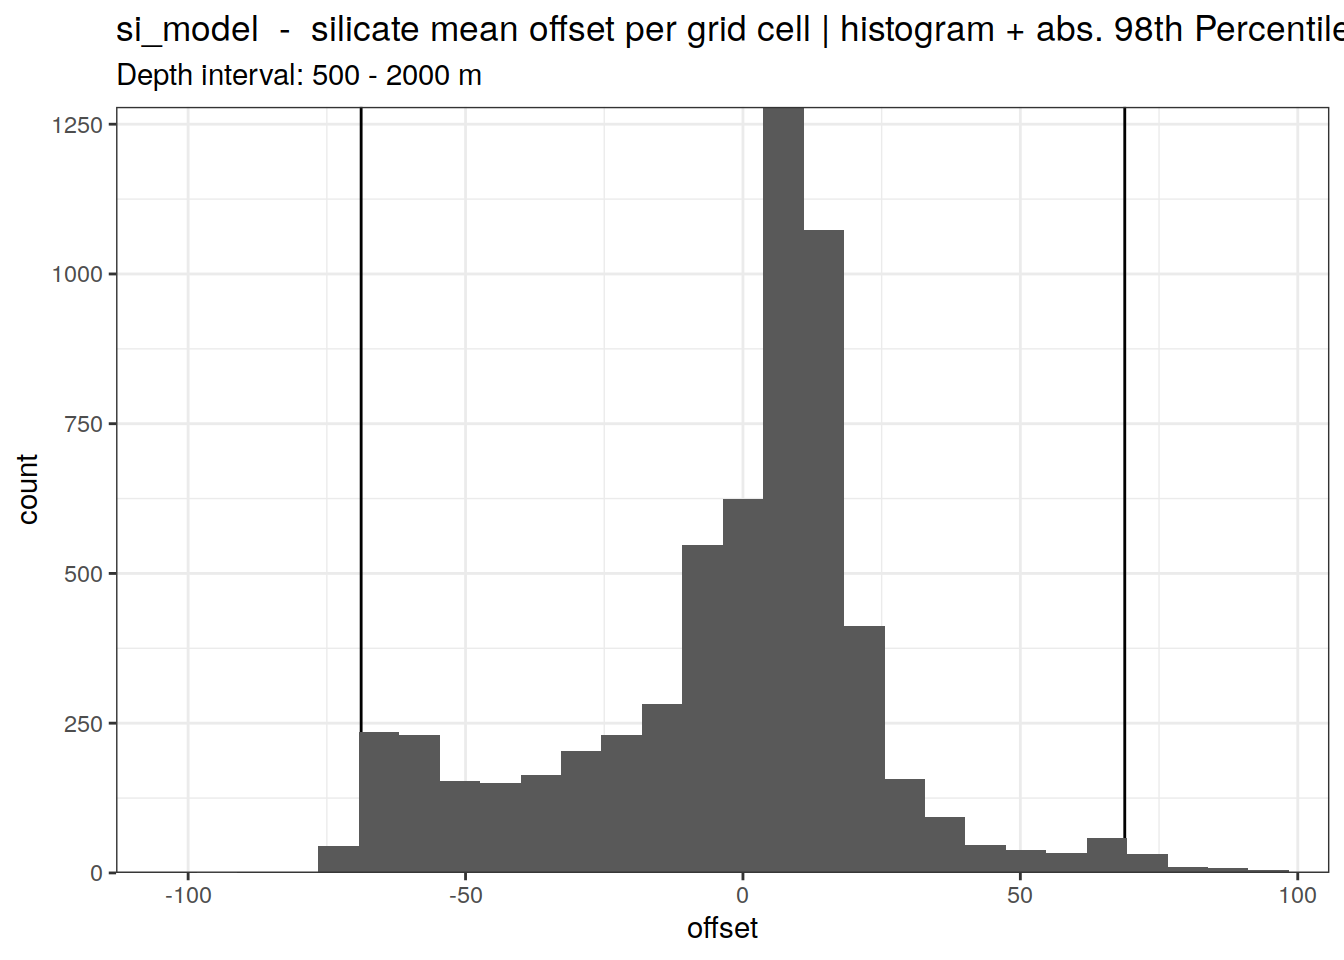 si_model - silicate mean offset per grid cell | histogram + abs. 98th Percentile
Depth interval: 500 - 2000 m
1250
1000
750
500
250
0
count
-100
-50
0
50
100
offset